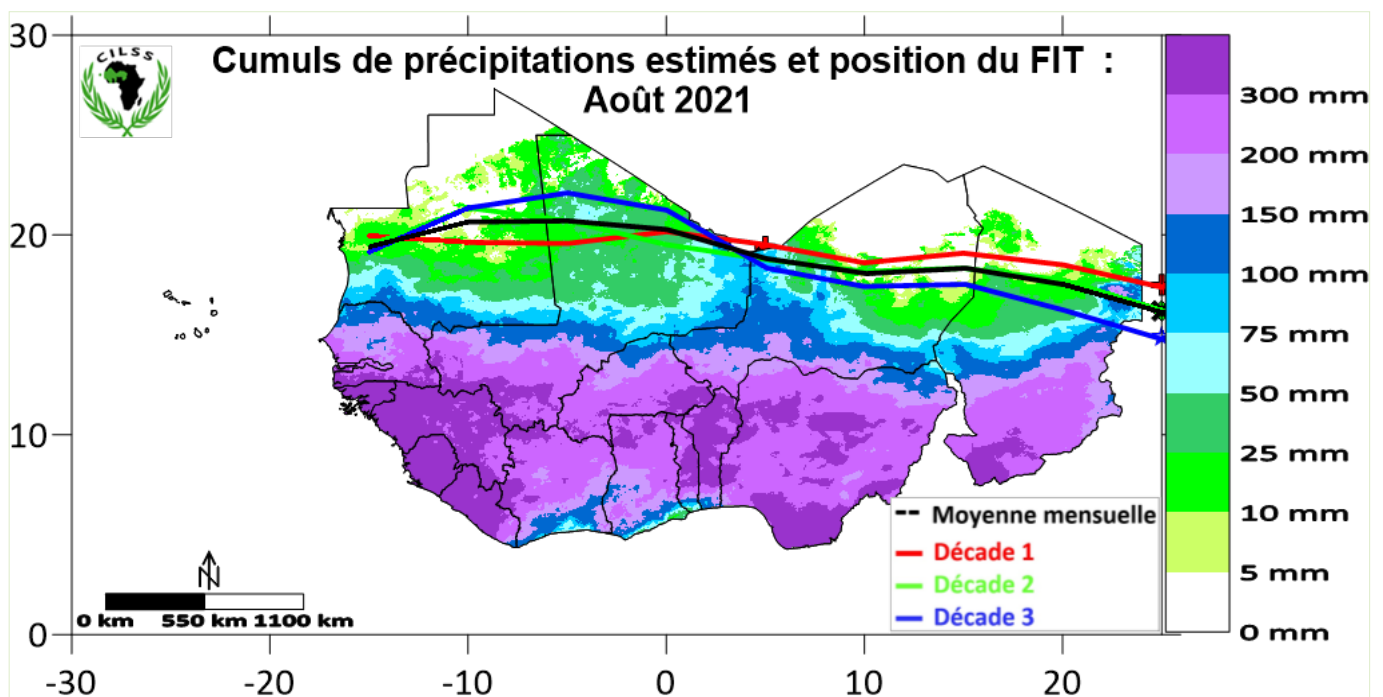 CILSS
Cumuls de précipitations estimés et position du FIT :
Août 2021
30
20
10
0
-30
-20
-10
0
10
20
300 mm
200 mm
150 mm
100 mm
75 mm
50 mm
25 mm
10 mm
5 mm
0 mm
Moyenne mensuelle
Décade 1
Décade 2
Décade 3
N
0 km 550 km 1100 km